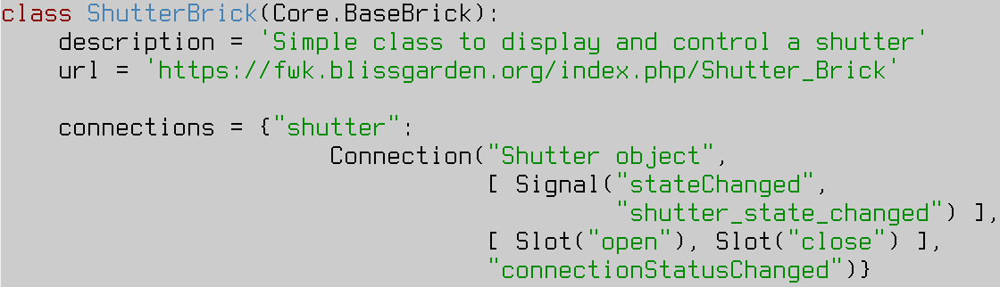 class ShutterBrick(Core.BaseBrick):
    description = 'Simple class to display and control a shutter'
    url = 'https://fwk.blissgarden.org/index.php/Shutter_Brick'

    connections = {"shutter":
                       Connection("Shutter object",
                                  [ Signal("stateChanged",
                                           "shutter_state_changed") ],
                                  [ Slot("open"), Slot("close") ],
                                  "connectionStatusChanged")}